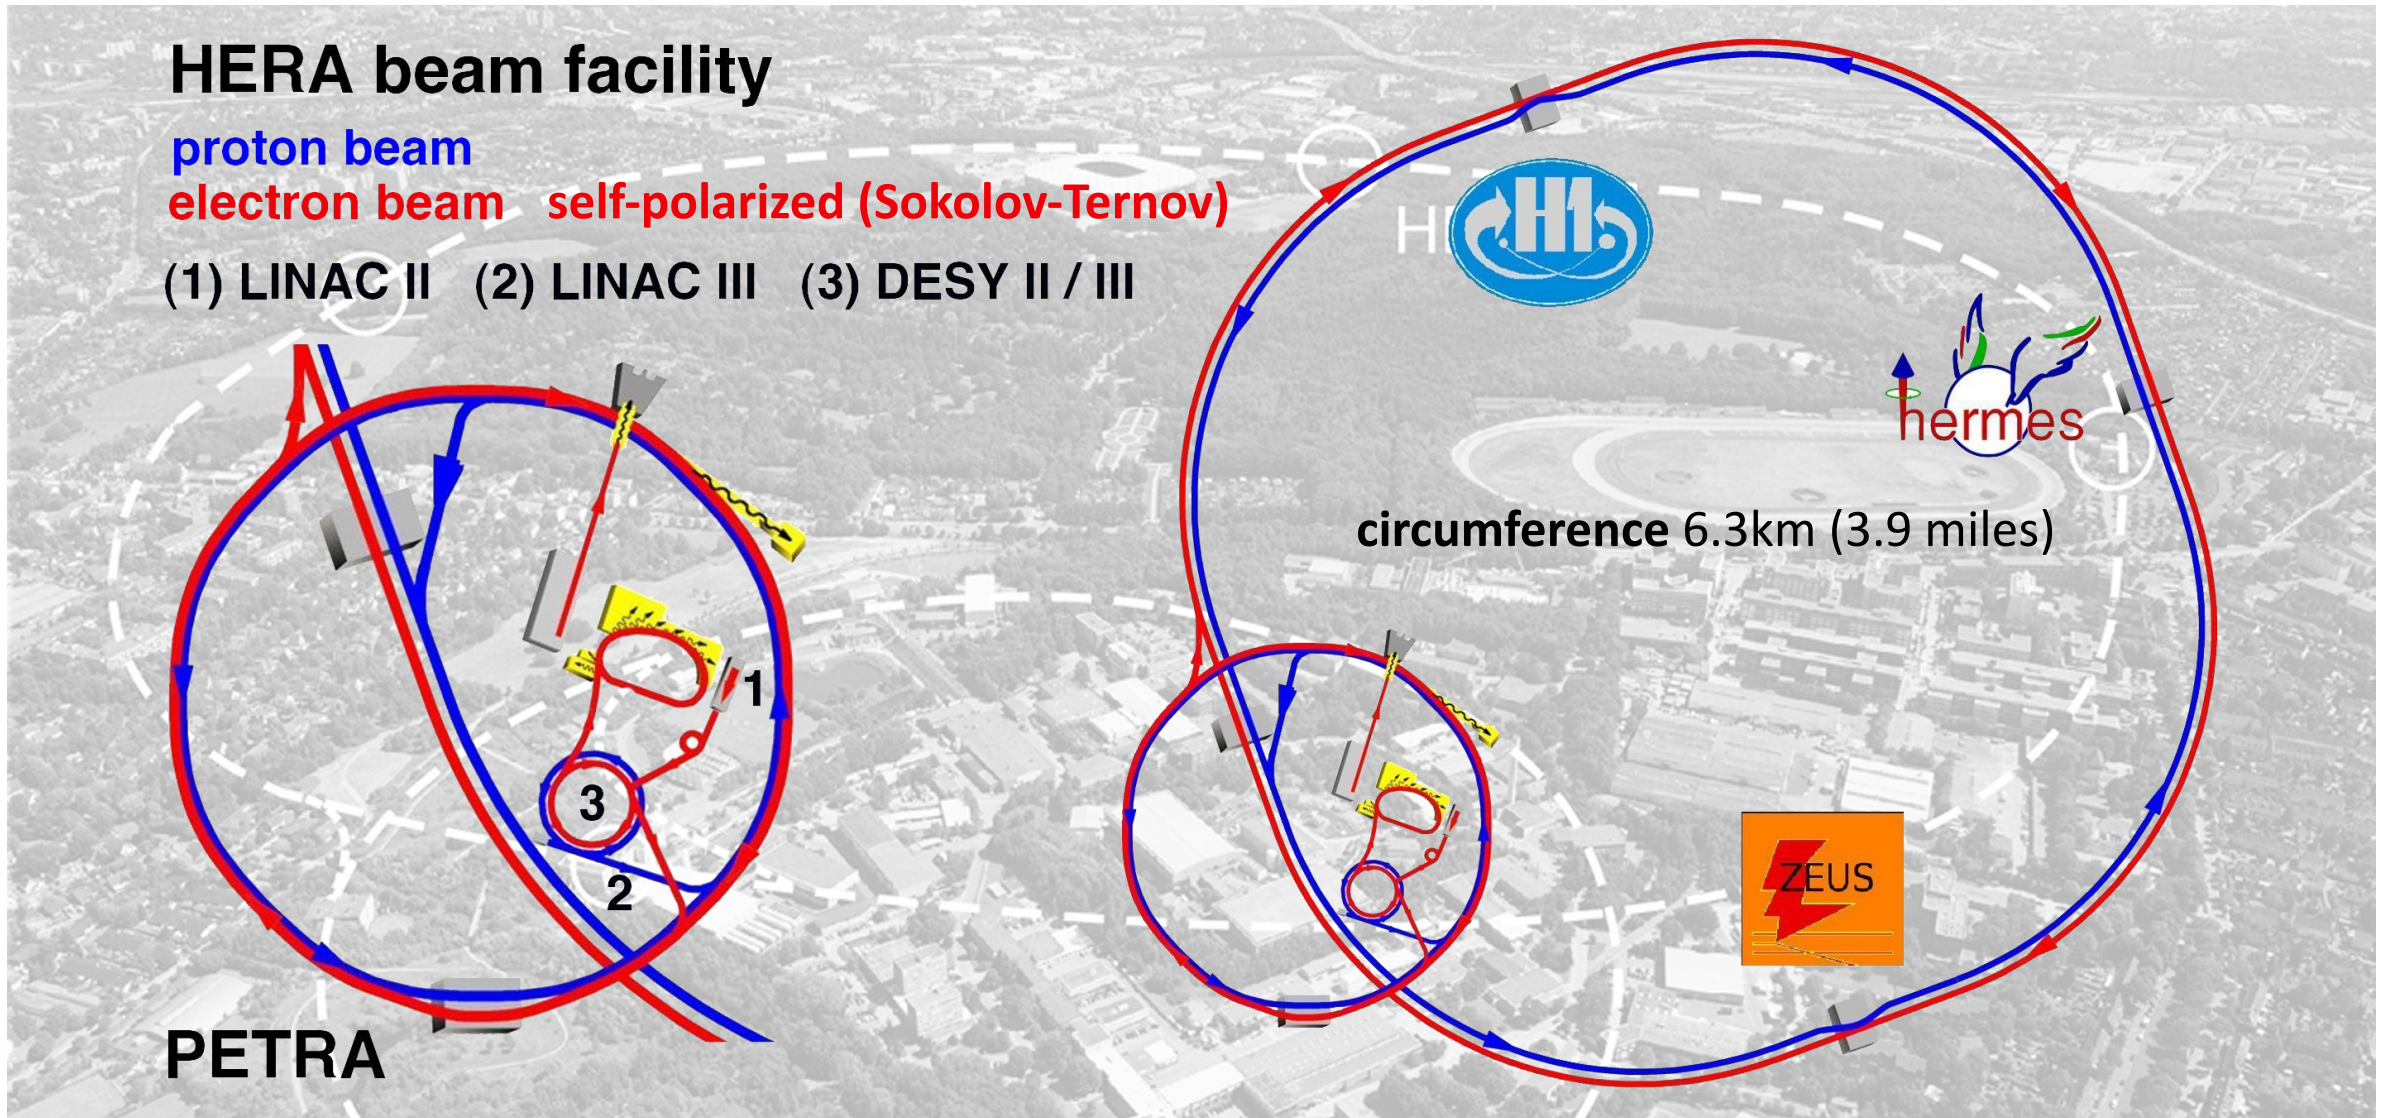 HERA beam facility
proton beam
electron beam self-polarized (Sokolov-Ternov)
(1) LINAC II (2) LINAC III (3) DESY II / III
H1
hermes
circumference 6.3km (3.9 miles)
1
3
2
ZEUS
PETRA